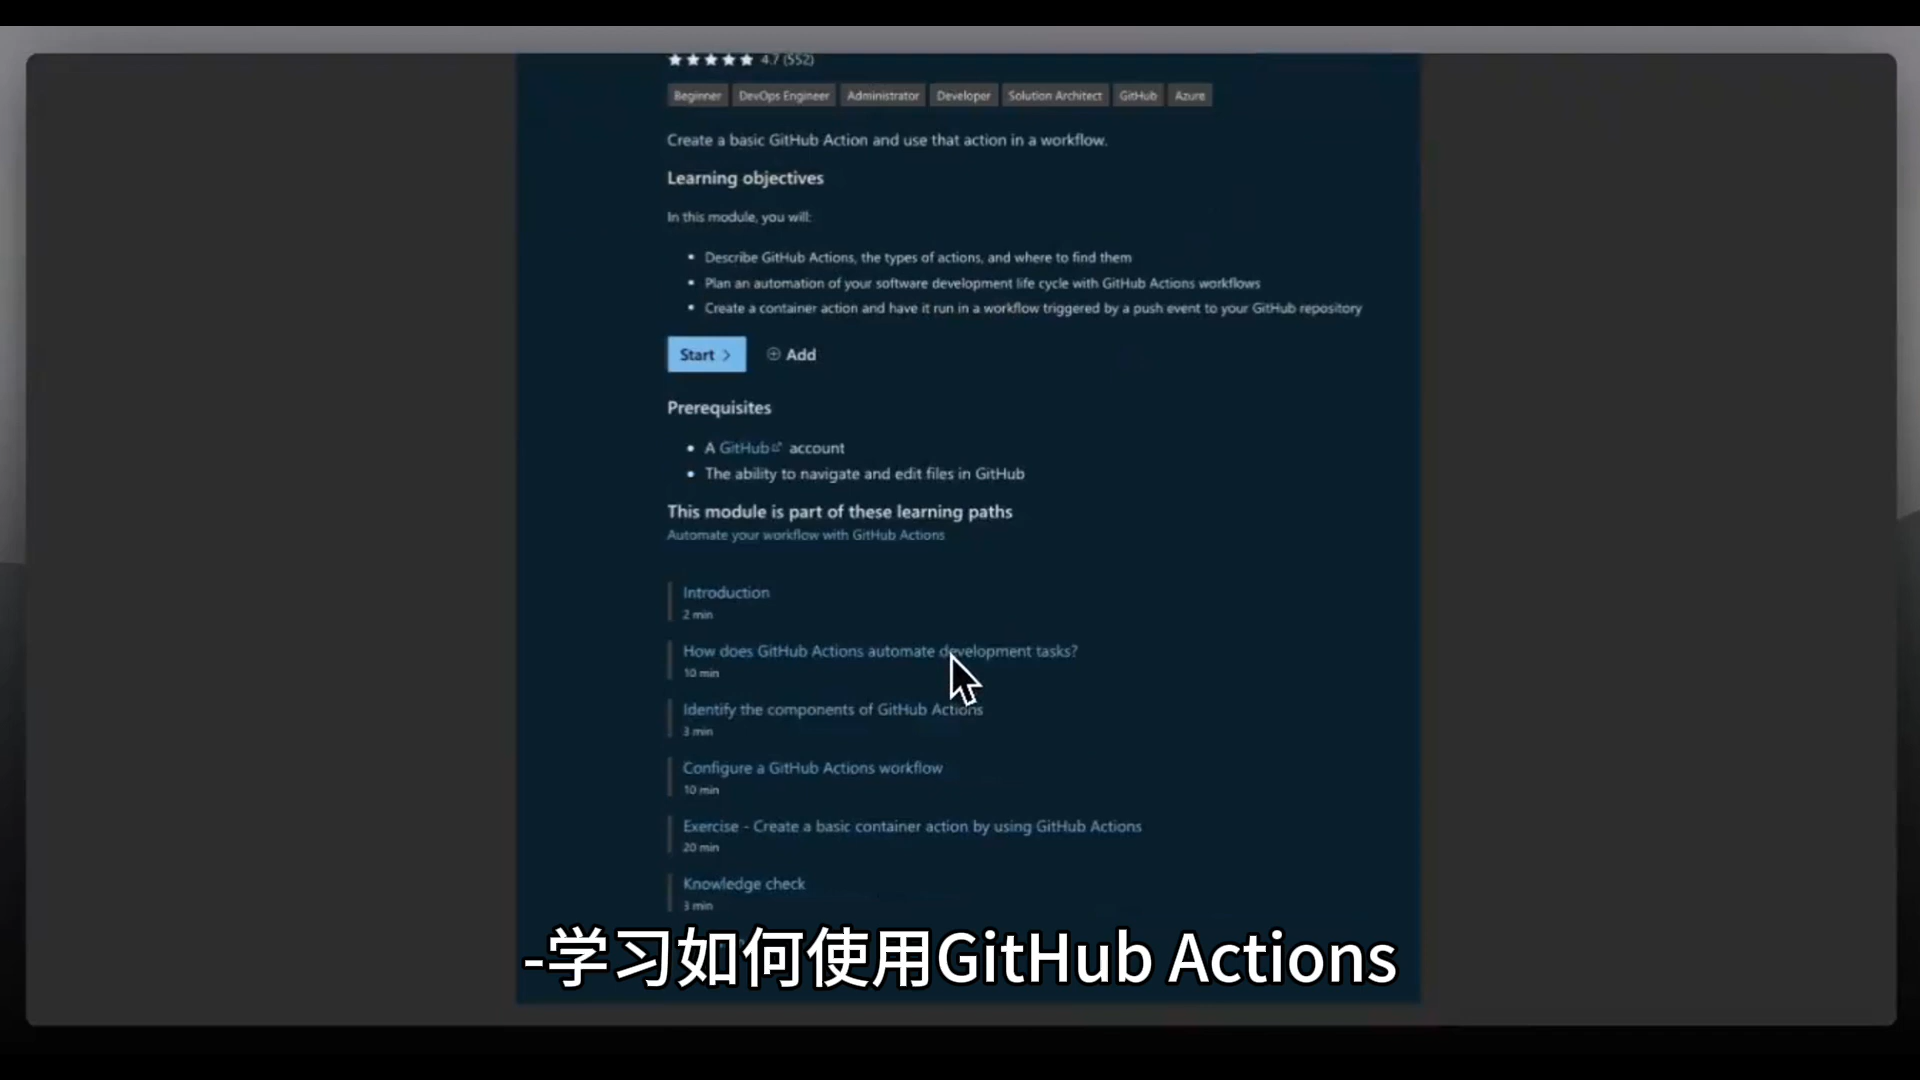 4.7 (552)
Beginner DevOps Engineer Administrator Developer Solution Architect GitHub Azure
Create a basic GitHub Action and use that action in a workflow.
Learning objectives
In this module, you will:
• Describe GitHub Actions, the types of actions, and where to find them
• Plan an automation of your software development life cycle with GitHub Actions workflows
• Create a container action and have it run in a workflow triggered by a push event to your GitHub repository
Start > Add
Prerequisites
• A GitHub account
• The ability to navigate and edit files in GitHub
This module is part of these learning paths
Automate your workflow with GitHub Actions
Introduction
2 min
How does GitHub Actions automate development tasks?
10 min
Identify the components of GitHub Actions
3 min
Configure a GitHub Actions workflow
10 min
Exercise - Create a basic container action by using GitHub Actions
20 min
Knowledge check
3 min
-学习如何使用GitHub Actions